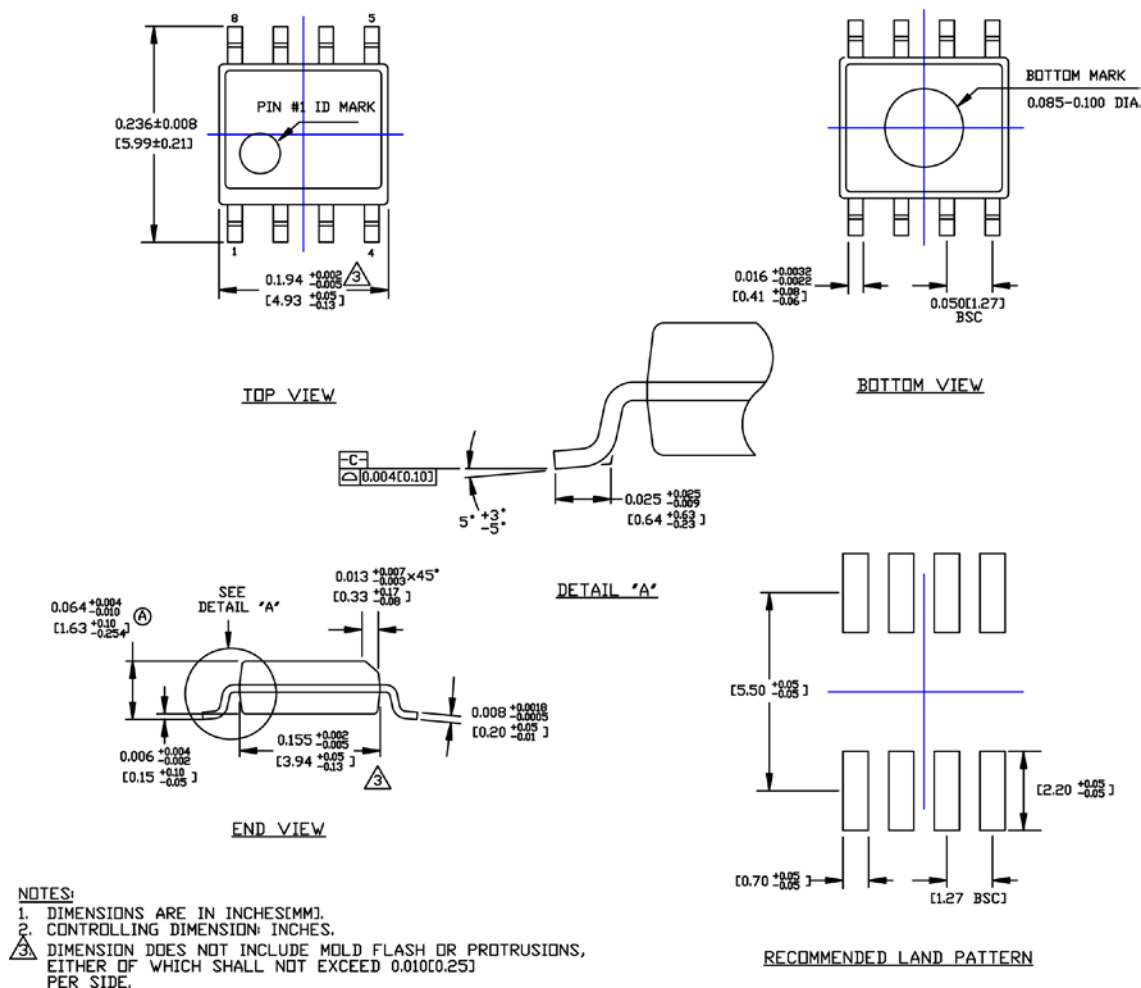 8 5
PIN #1 ID MARK
0.236±0.008
[5.99±0.21]
1 4
0.1.94 +0.002 -0.005
[4.93 +0.05 -0.13 ]
3
TOP VIEW
BOTTOM MARK
0.085-0.100 DIA.
0.016 +0.0032 -0.0022
[0.41 +0.08 -0.06 ]
0.050[1.27]
BSC
BOTTOM VIEW
-C-
0.004[0.10]
5° +3° -5°
0.025 +0.025 -0.009
[0.64 +0.63 -0.23 ]
DETAIL "A"
SEE
DETAIL "A"
0.064 +0.004 -0.010
[1.63 +0.10 -0.254 ]
A
0.013 +0.007 -0.003 ×45°
[0.33 +0.17 -0.08 ]
0.006 +0.004 -0.002
[0.15 +0.10 -0.05 ]
0.155 +0.002 -0.005
[3.94 +0.05 -0.13 ]
3
0.008 +0.0018 -0.0005
[0.20 +0.05 -0.01 ]
END VIEW
[5.50 +0.05 -0.05 ]
[2.20 +0.05 -0.05 ]
[0.70 +0.05 -0.05 ]
[1.27 BSC]
RECOMMENDED LAND PATTERN
NOTES:
1. DIMENSIONS ARE IN INCHES[MM].
2. CONTROLLING DIMENSION: INCHES.
3. DIMENSION DOES NOT INCLUDE MOLD FLASH OR PROTRUSIONS,
EITHER OF WHICH SHALL NOT EXCEED 0.010[0.25]
PER SIDE.